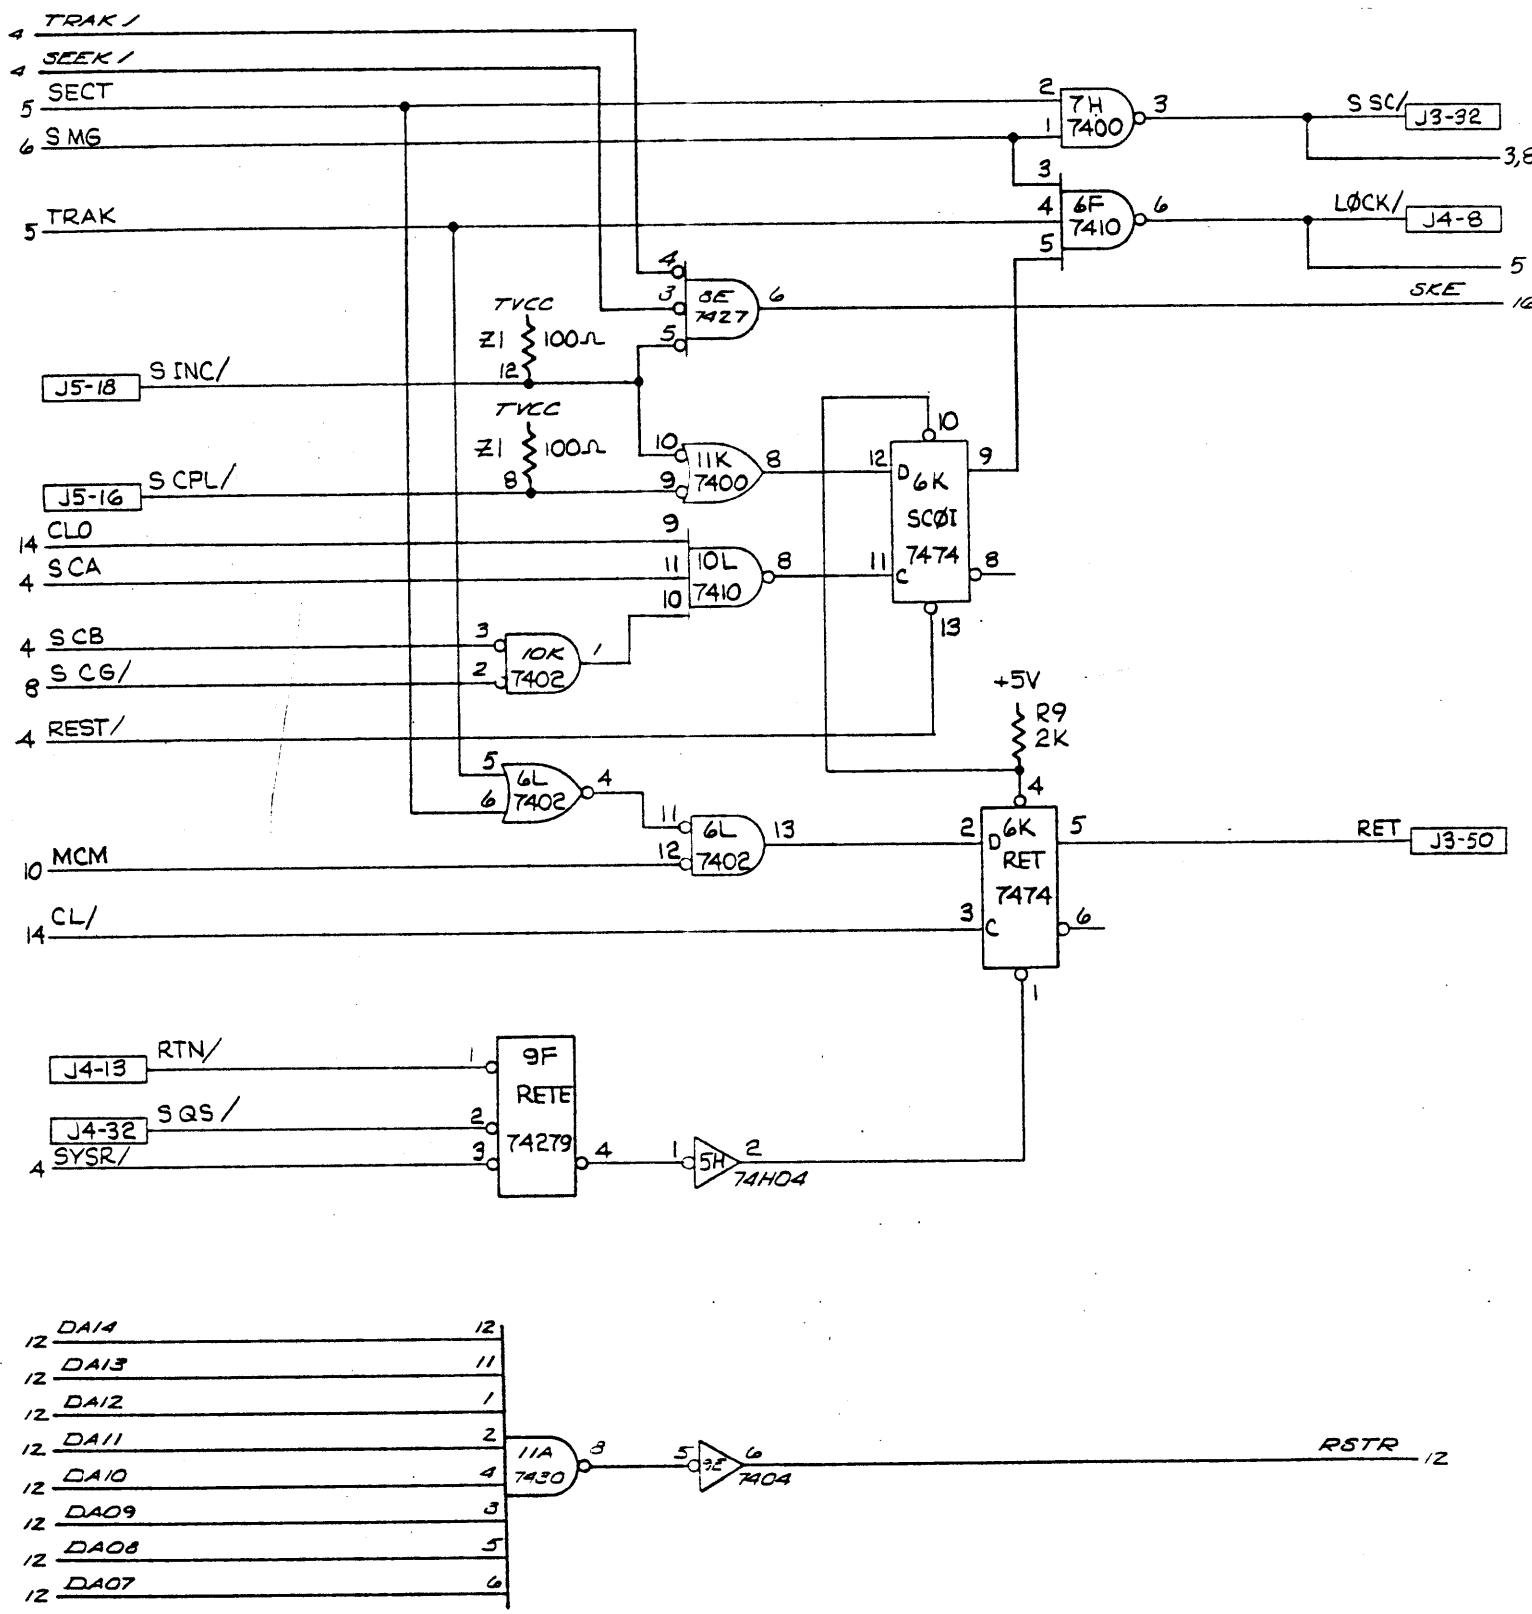 4 TRAK/
4 SEEK/
5 SECT
6 SMG
2
1
7H
7400
3
SSC/ J3-32
3,8
5 TRAK
3
4
5
6F
7410
6
LØCK/ J4-8
5
4
3
5
8E
7427
6
SKE 16
TVCC
Z1 100Ω
12
J5-18 SINC/
TVCC
Z1 100Ω
8
J5-16 SCPL/
10
9
11K
7400
8
12 D
10
6K
SCØI
7474
9
11 C
8
13
14 CLO
4 SCA
9
11
10
10L
7410
8
4 SCB
8 SCG/
3
2
10K
7402
1
4 REST/
+5V
R9
2K
5
6
6L
7402
4
11
12
6L
7402
13
10 MCM
14 CL/
4
2 D
6K
RET
7474
5
3 C
6
1
RET J3-50
J4-13 RTN/
J4-32 SQS/
4 SYSR/
1
2
3
9F
RETE
74279
4
1
5H
2
74H04
12 DA14 12
12 DA13 11
12 DA12 1
12 DA11 2
12 DA10 4
12 DA09 3
12 DA08 5
12 DA07 6
11A
7430
8
5
6
7404
RSTR 12